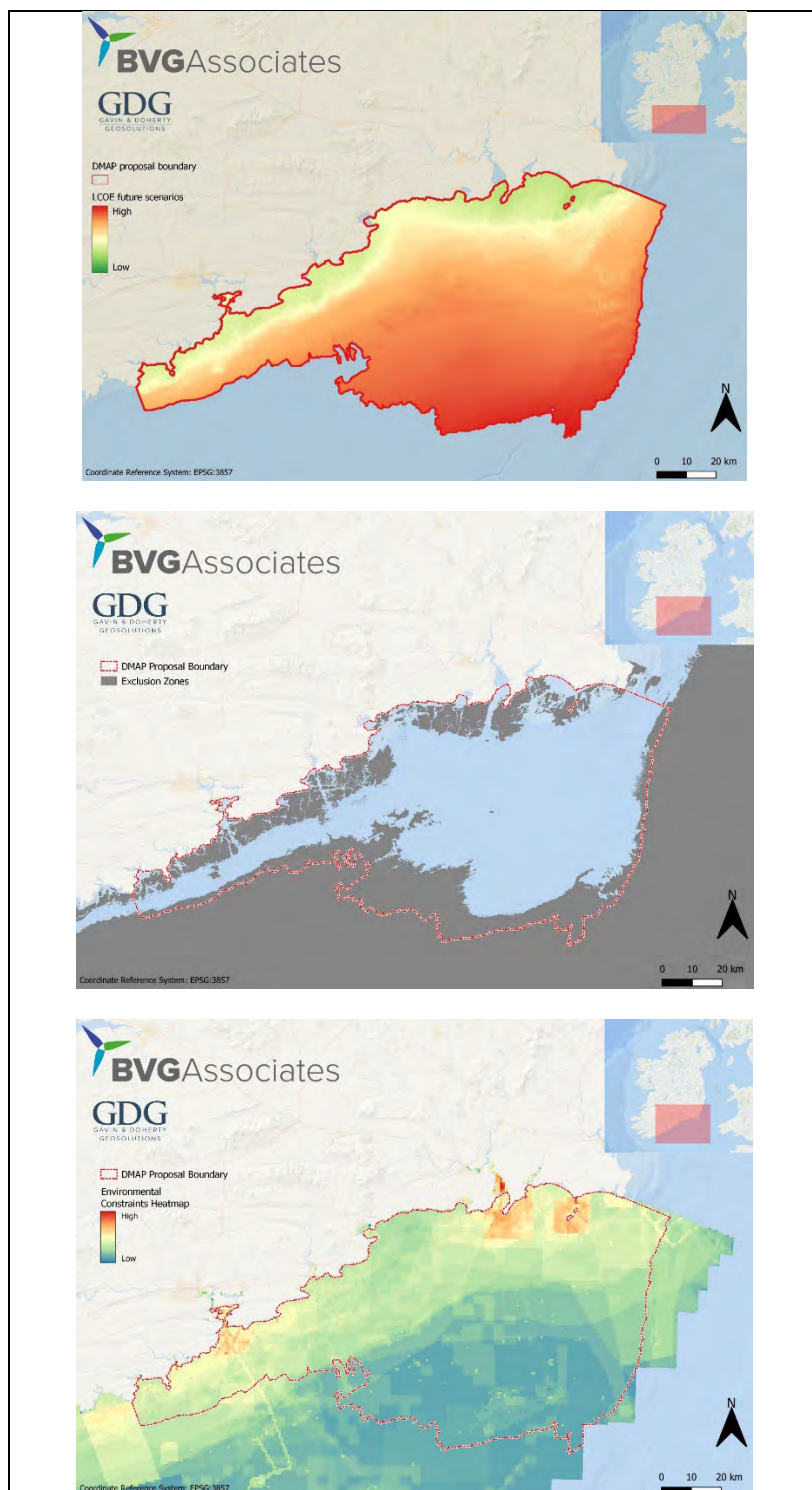 BVGAssociates
GDG
GAVIN & DOHERTY
GEOSOLUTIONS
DMAP proposal boundary
LCOE future scenarios
High
Low
N
0 10 20 km
Coordinate Reference System: EPSG:3857
BVGAssociates
GDG
GAVIN & DOHERTY
GEOSOLUTIONS
DMAP Proposal Boundary
Exclusion Zones
N
0 10 20 km
Coordinate Reference System: EPSG:3857
BVGAssociates
GDG
GAVIN & DOHERTY
GEOSOLUTIONS
DMAP Proposal Boundary
Environmental
Constraints Heatmap
High
Low
N
0 10 20 km
Coordinate Reference System: EPSG:3857